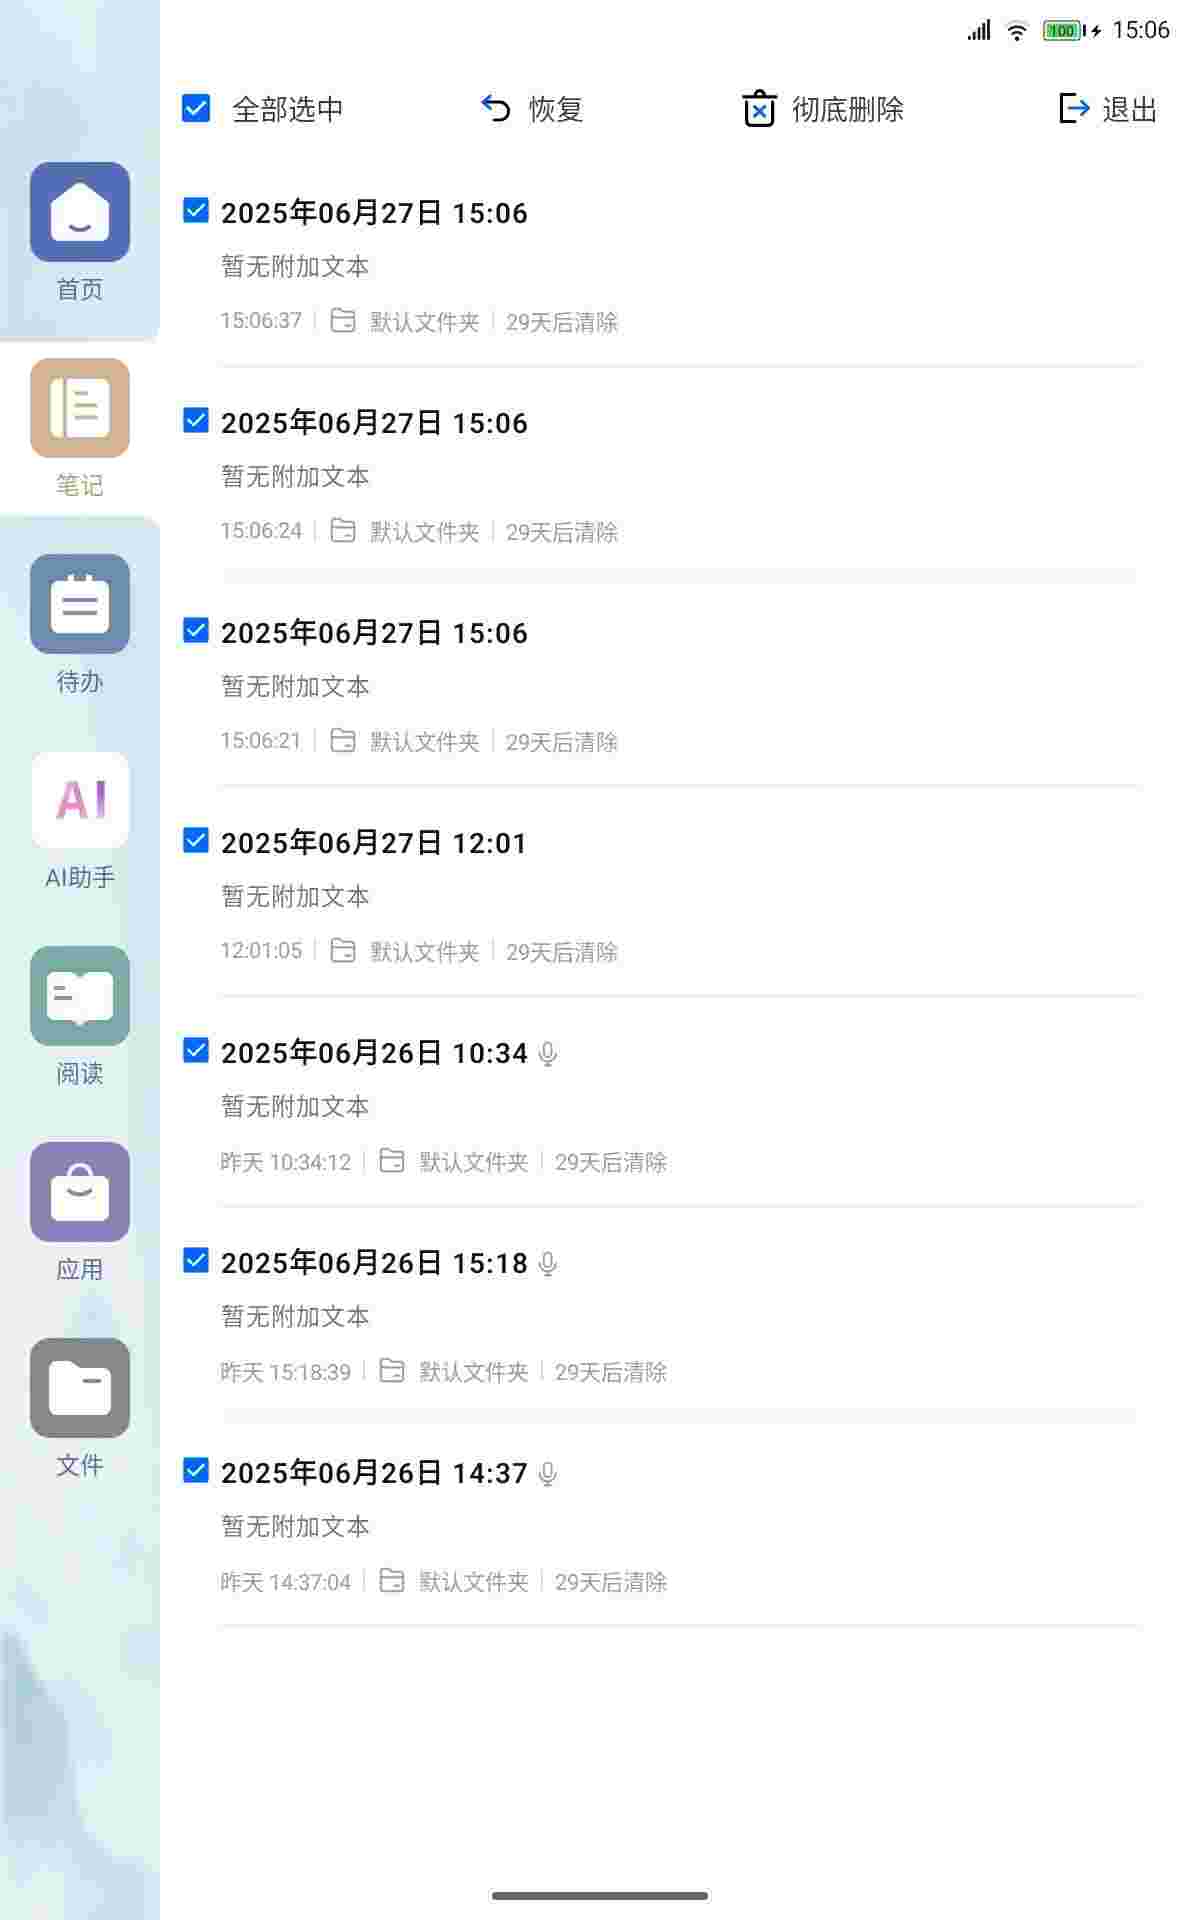 100 15:06
全部选中 恢复 彻底删除 退出
首页
笔记
待办
AI
AI助手
阅读
应用
文件
2025年06月27日 15:06
暂无附加文本
15:06:37 默认文件夹 29天后清除
2025年06月27日 15:06
暂无附加文本
15:06:24 默认文件夹 29天后清除
2025年06月27日 15:06
暂无附加文本
15:06:21 默认文件夹 29天后清除
2025年06月27日 12:01
暂无附加文本
12:01:05 默认文件夹 29天后清除
2025年06月26日 10:34
暂无附加文本
昨天 10:34:12 默认文件夹 29天后清除
2025年06月26日 15:18
暂无附加文本
昨天 15:18:39 默认文件夹 29天后清除
2025年06月26日 14:37
暂无附加文本
昨天 14:37:04 默认文件夹 29天后清除